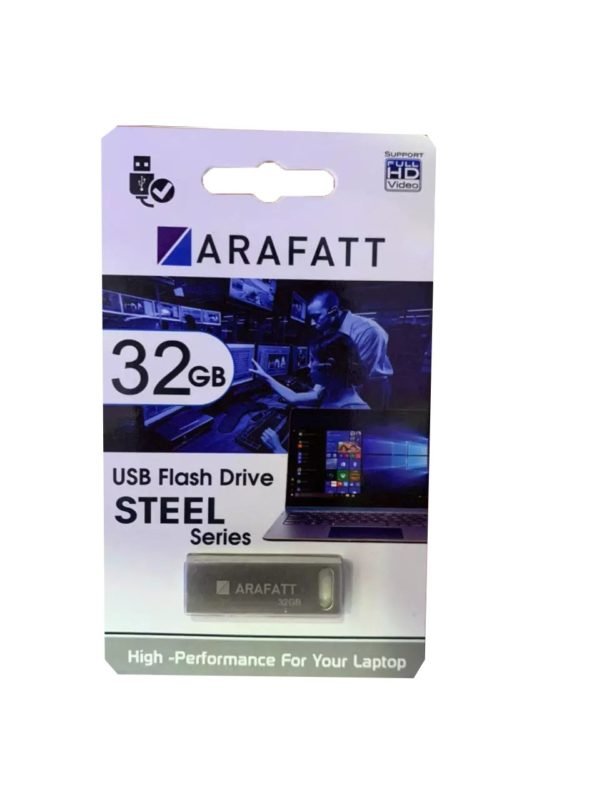 SUPPORT
FULL
HD
Video
ARAFATT
32GB
USB Flash Drive
STEEL
Series
ARAFATT
32GB
High -Performance For Your Laptop